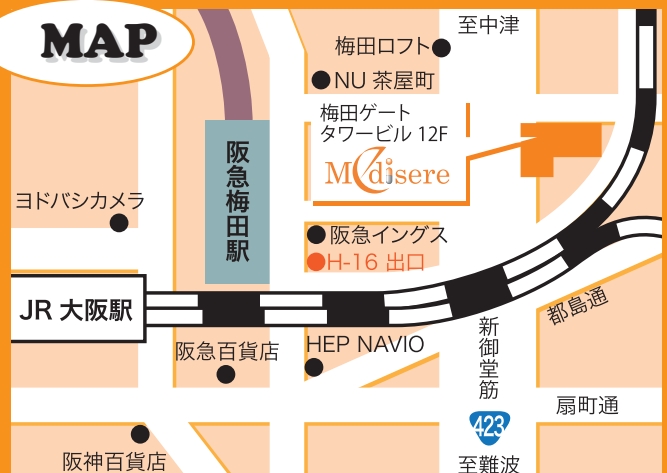 MAP
至中津
梅田ロフト
NU 茶屋町
梅田ゲート
タワービル 12F
Medisere
阪急梅田駅
ヨドバシカメラ
阪急イングス
H-16 出口
JR 大阪駅
都島通
新御堂筋
HEP NAVIO
阪急百貨店
扇町通
423
阪神百貨店
至難波